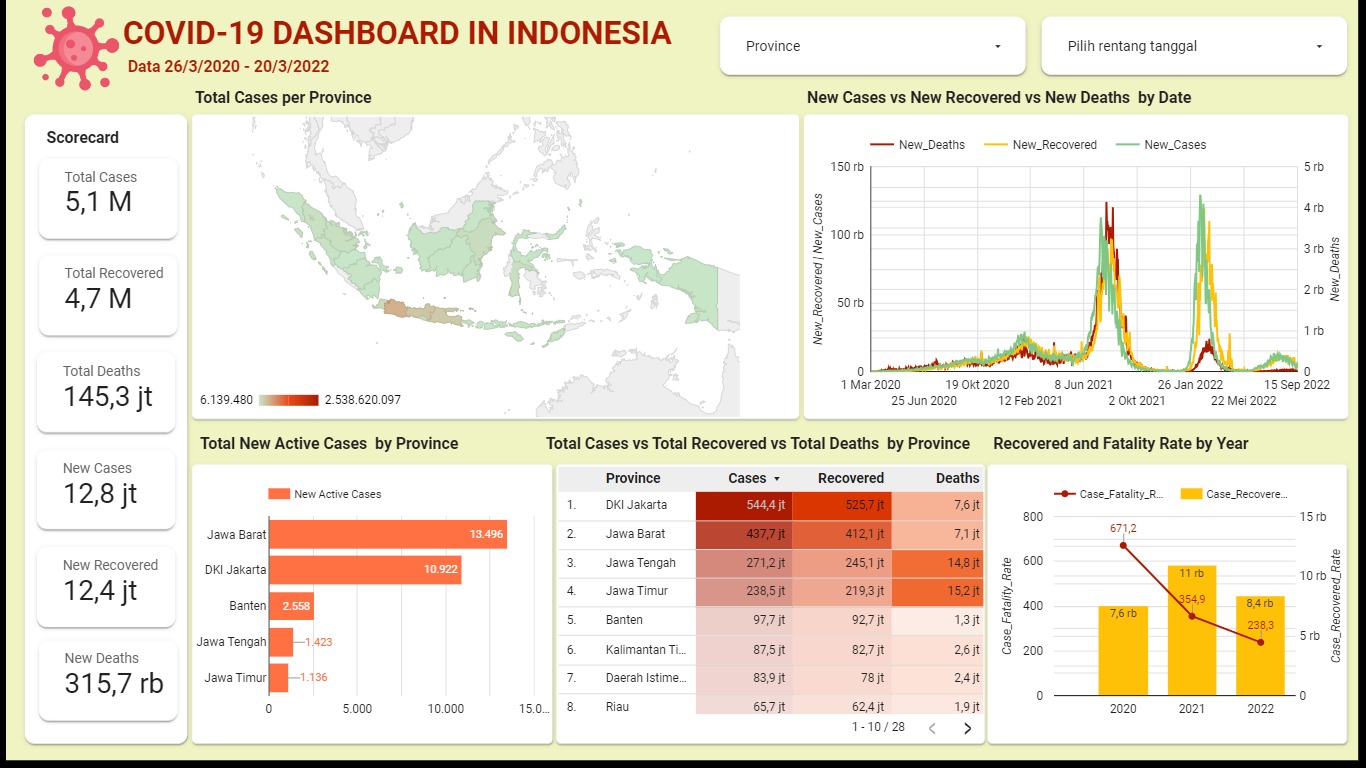 COVID-19 DASHBOARD IN INDONESIA
Data 26/3/2020 - 20/3/2022
Province
Pilih rentang tanggal
Scorecard
Total Cases
5,1 M
Total Recovered
4,7 M
Total Deaths
145,3 jt
New Cases
12,8 jt
New Recovered
12,4 jt
New Deaths
315,7 rb
Total Cases per Province
6.139.480 2.538.620.097
New Cases vs New Recovered vs New Deaths by Date
New_Deaths New_Recovered New_Cases
New_Recovered | New_Cases
150 rb
100 rb
50 rb
0
5 rb
4 rb
3 rb
2 rb
1 rb
0
New_Deaths
1 Mar 2020 19 Okt 2020 8 Jun 2021 26 Jan 2022 15 Sep 2022
25 Jun 2020 12 Feb 2021 2 Okt 2021 22 Mei 2022
Total New Active Cases by Province
New Active Cases
Jawa Barat 13.496
DKI Jakarta 10.922
Banten 2.558
Jawa Tengah 1.423
Jawa Timur 1.136
0 5.000 10.000 15.0...
Total Cases vs Total Recovered vs Total Deaths by Province
Province Cases Recovered Deaths
1. DKI Jakarta 544,4 jt 525,7 jt 7,6 jt
2. Jawa Barat 437,7 jt 412,1 jt 7,1 jt
3. Jawa Tengah 271,2 jt 245,1 jt 14,8 jt
4. Jawa Timur 238,5 jt 219,3 jt 15,2 jt
5. Banten 97,7 jt 92,7 jt 1,3 jt
6. Kalimantan Ti... 87,5 jt 82,7 jt 2,6 jt
7. Daerah Istime... 83,9 jt 78 jt 2,4 jt
8. Riau 65,7 jt 62,4 jt 1,9 jt
1 - 10 / 28
Recovered and Fatality Rate by Year
Case_Fatality_R... Case_Recovere...
Case_Fatality_Rate
800
600
400
200
0
671,2
354,9
238,3
7,6 rb
11 rb
8,4 rb
15 rb
10 rb
5 rb
0
Case_Recovered_Rate
2020 2021 2022